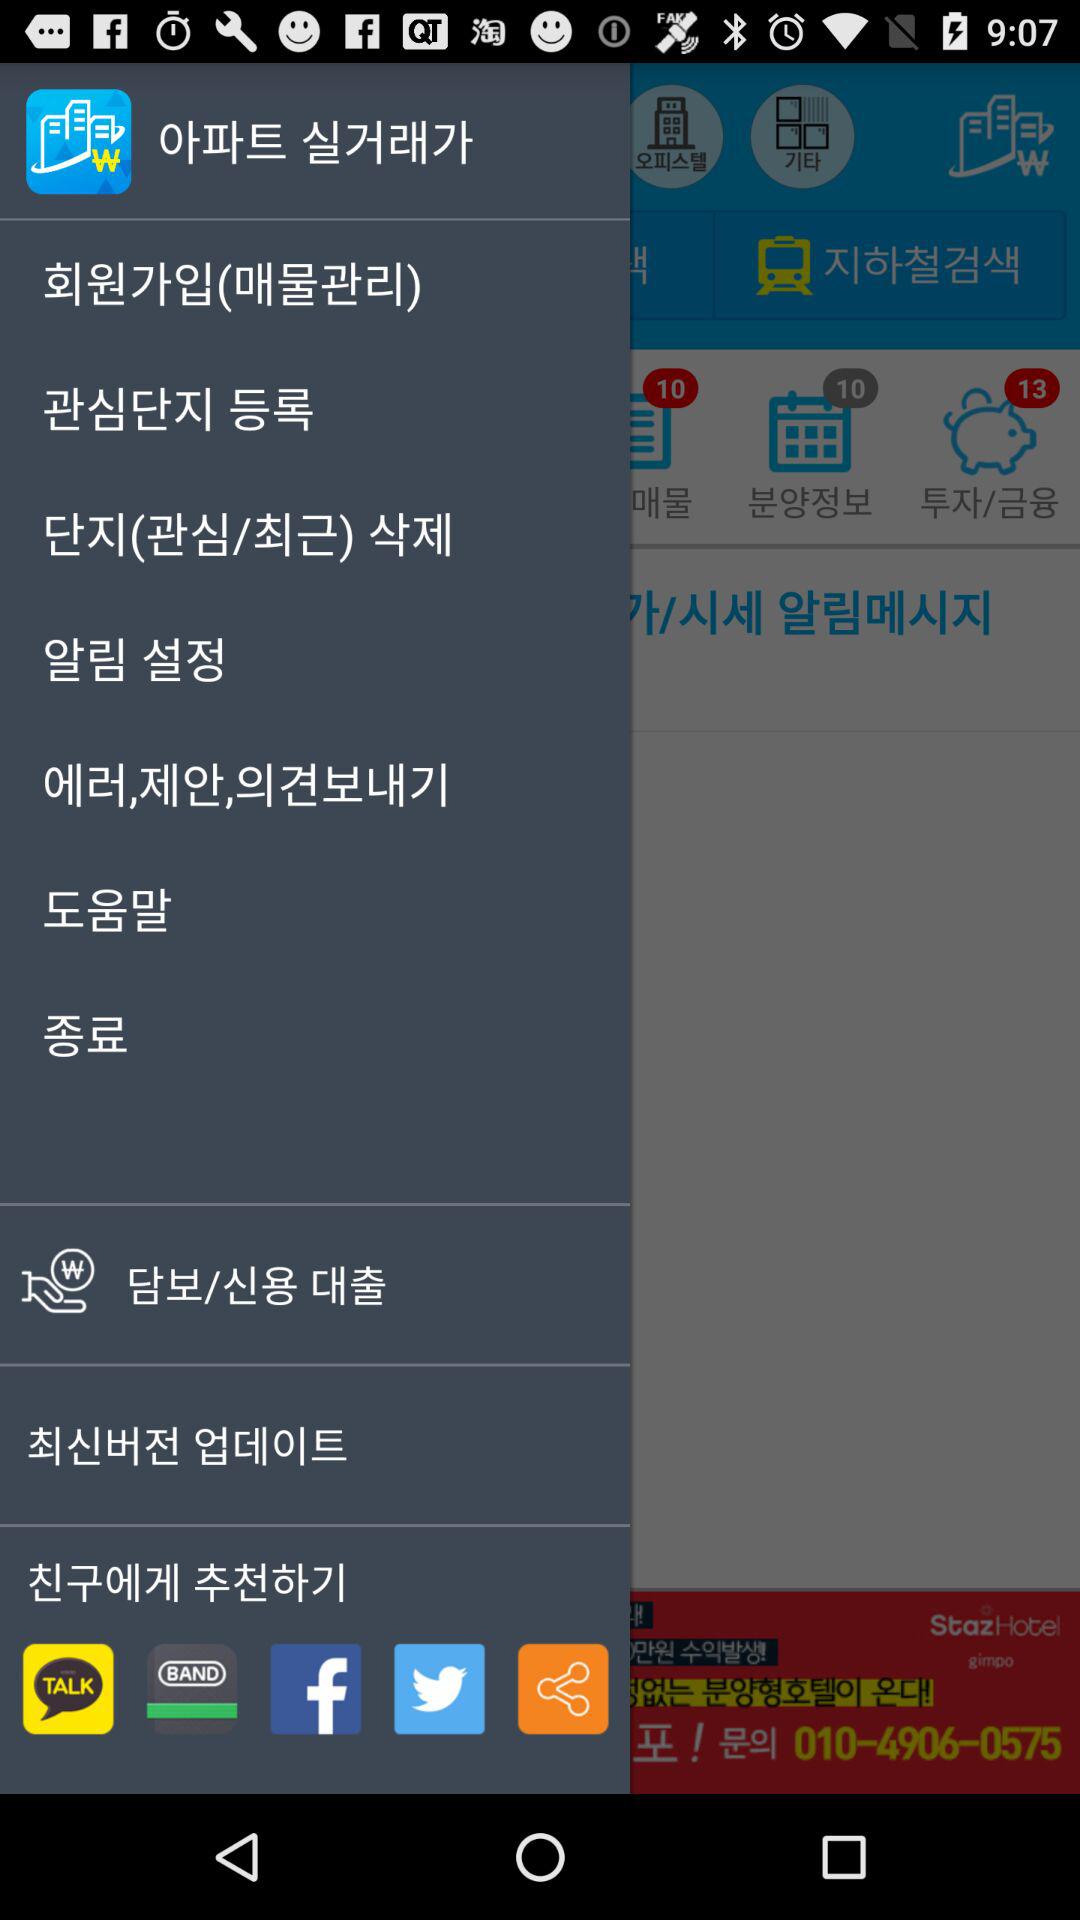 QT 淘 FAKE 9:07
아파트 실거래가
오피스텔 기타
회원가입(매물관리)
색 지하철검색
관심단지 등록
10 10 13
매물 분양정보 투자/금융
단지(관심/최근) 삭제
가/시세 알림메시지
알림 설정
에러,제안,의견보내기
도움말
종료
담보/신용 대출
최신버전 업데이트
친구에게 추천하기
TALK BAND
만원 수익발생!
StazHotel
gimpo
없는 분양형호텔이 온다!
포! 문의 010-4906-0575